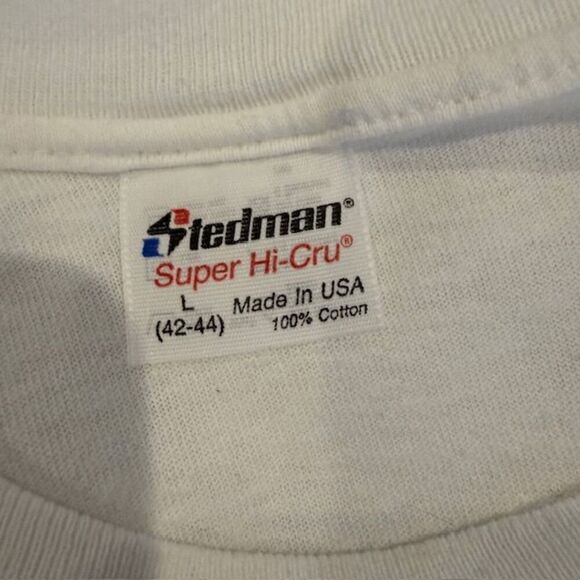 Stedman®
Super Hi-Cru®
L Made In USA
(42-44) 100% Cotton